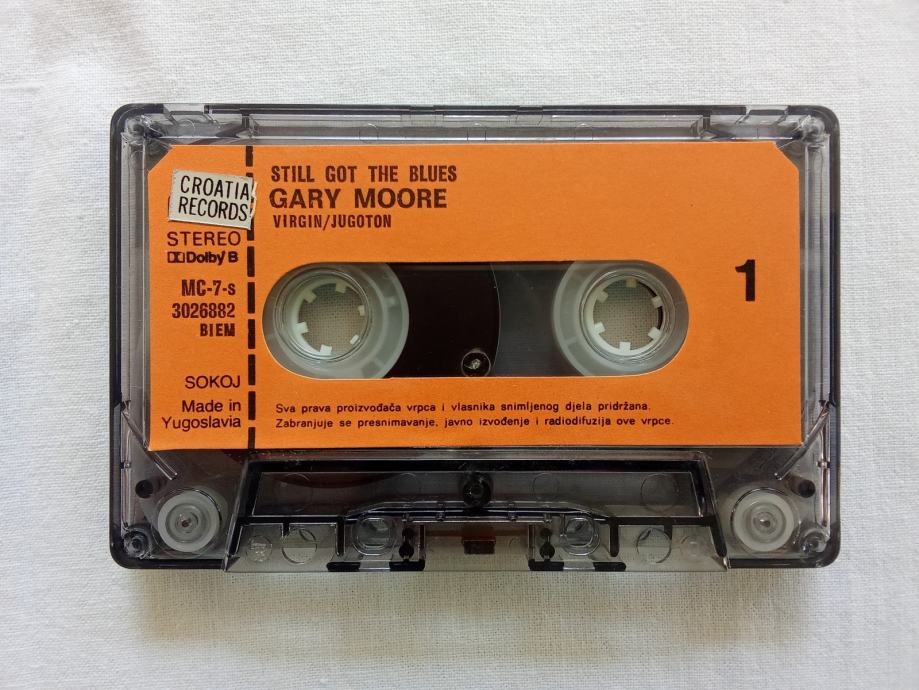 CROATIA
RECORDS
STEREO
Dolby B
MC-7-s
3026882
BIEM
SOKOJ
Made in
Yugoslavia
STILL GOT THE BLUES
GARY MOORE
VIRGIN/JUGOTON
1
Sva prava proizvođača vrpca i vlasnika snimljenog djela pridržana.
Zabranjuje se presnimavanje, javno izvođenje i radiodifuzija ove vrpce.